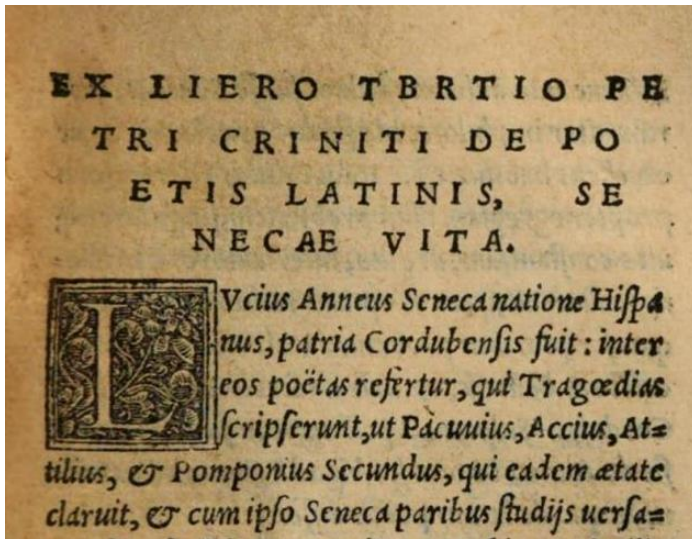 EX LIERO TBRTIO PE
TRI CRINITI DE PO
ETIS LATINIS, SE
NECAE VITA.
LVcius Anneus Seneca natione Hiſpa
nus, patria Cordubenſis fuit: inter
eos poëtas refertur, qui Tragœdias
ſcripſerunt, ut Pacuuius, Accius, At=
tilius, & Pomponius Secundus, qui eadem ætate
claruit, & cum ipſo Seneca paribus ſtudijs uerſa=